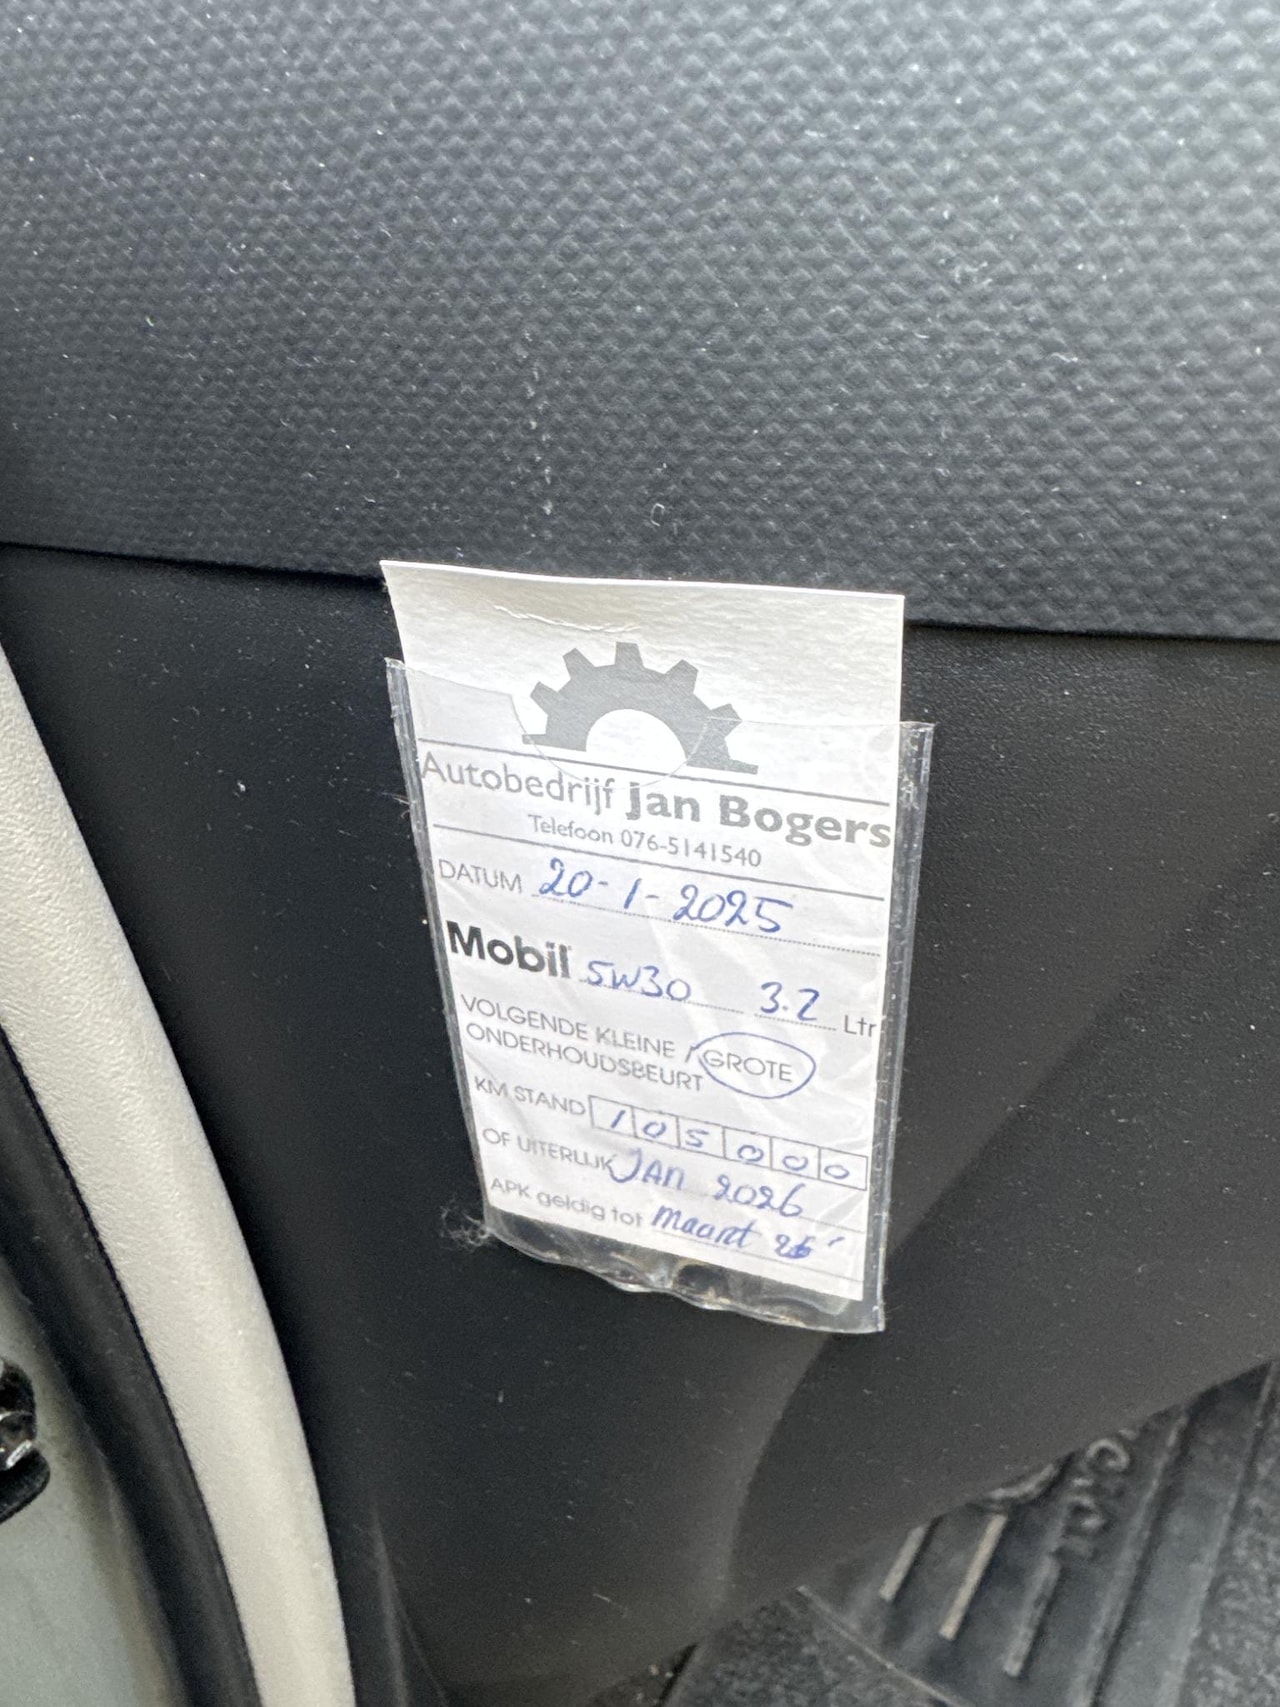 Autobedrijf Jan Bogers
Telefoon 076-5141540
DATUM 20-1-2025
Mobil 5W30 3.2 Ltr
VOLGENDE KLEINE / GROTE
ONDERHOUDSBEURT
KM STAND 105000
OF UITERLIJK JAN 2026
APK geldig tot maart 26'